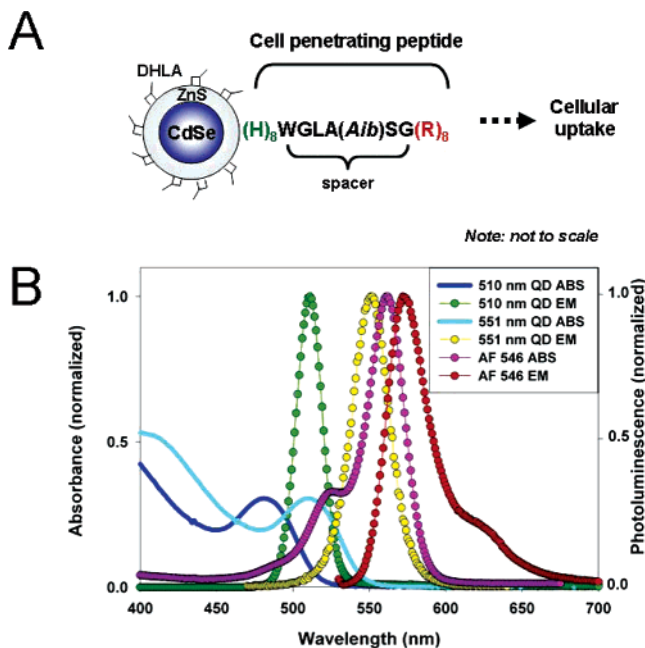 A
Cell penetrating peptide
DHLA
ZnS
CdSe
(H)8WGLA(Aib)SG(R)8
spacer
Cellular
uptake
Note: not to scale
B
510 nm QD ABS
510 nm QD EM
551 nm QD ABS
551 nm QD EM
AF 546 ABS
AF 546 EM
Absorbance (normalized)
1.0
0.5
0.0
Photoluminescence (normalized)
1.0
0.5
0.0
400 450 500 550 600 650 700
Wavelength (nm)